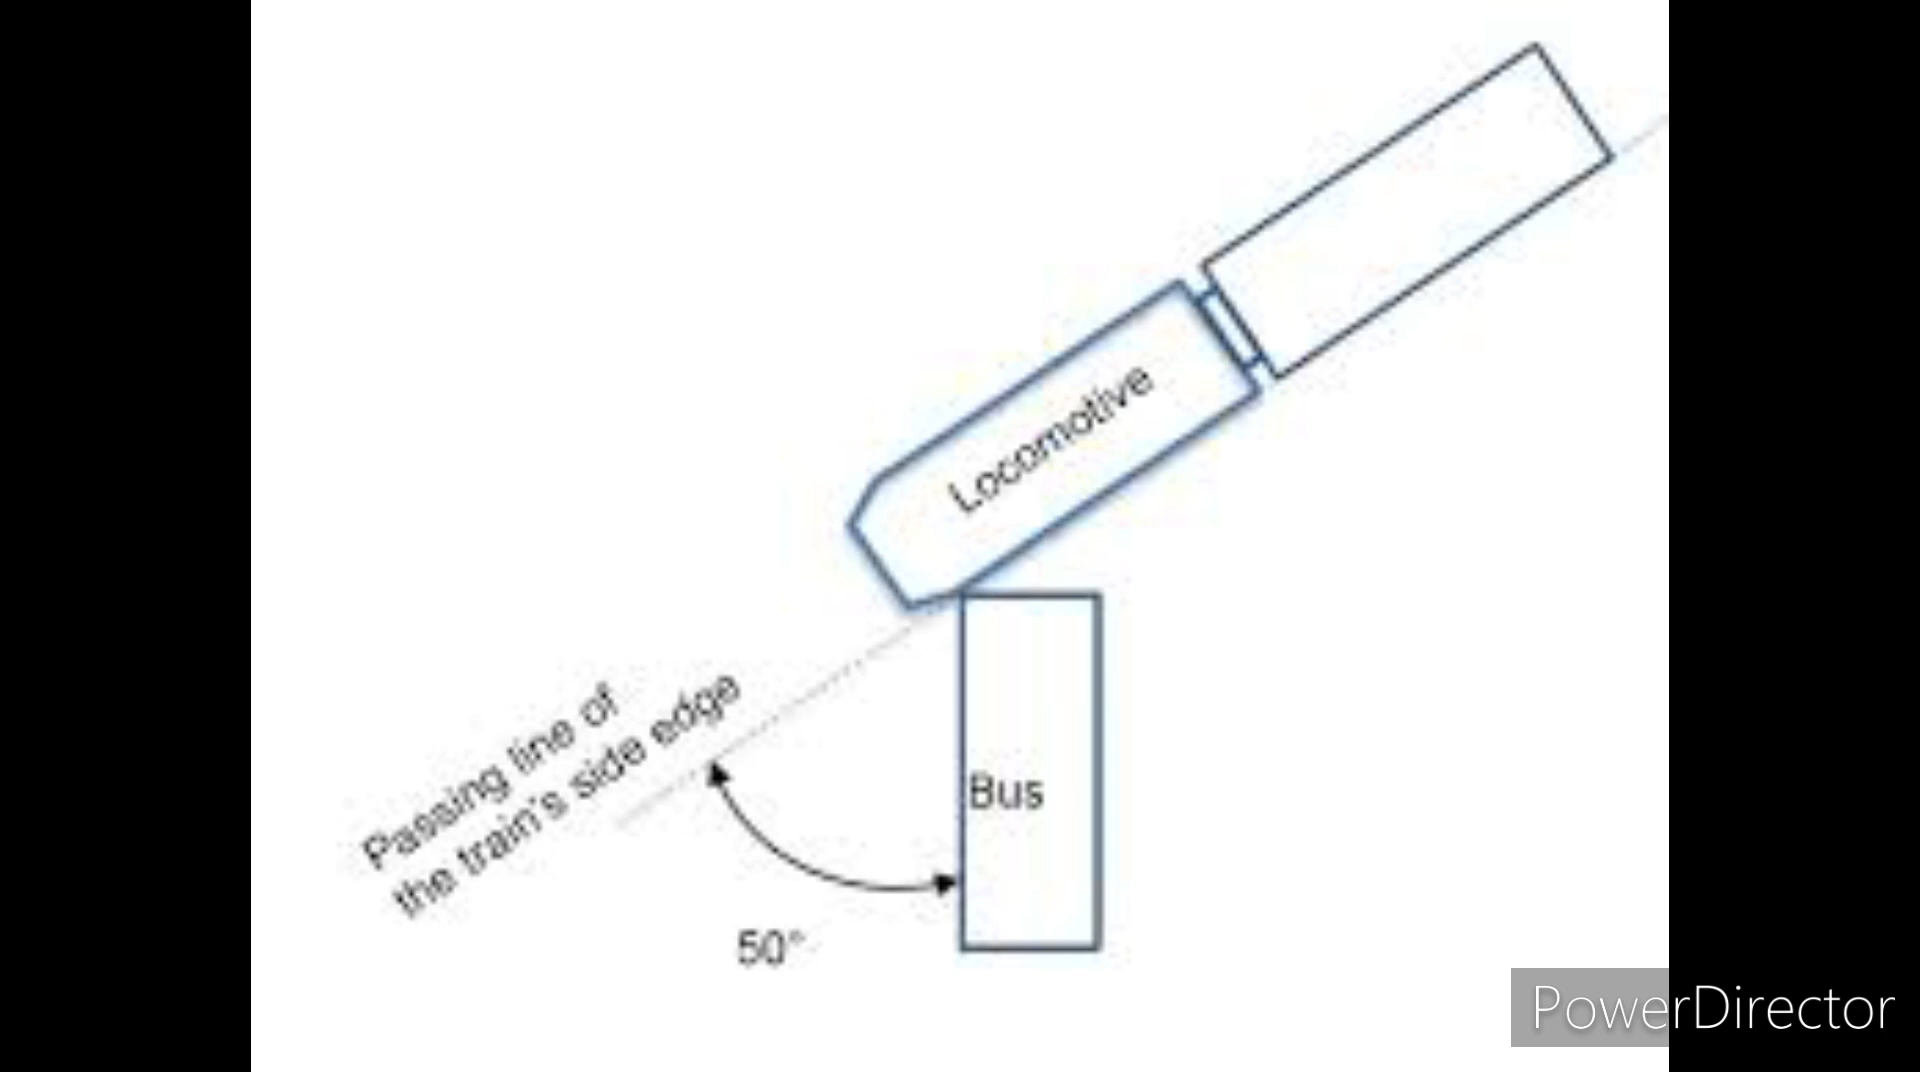 Locomotive
Passing line of
the train's side edge
Bus
50°
PowerDirector